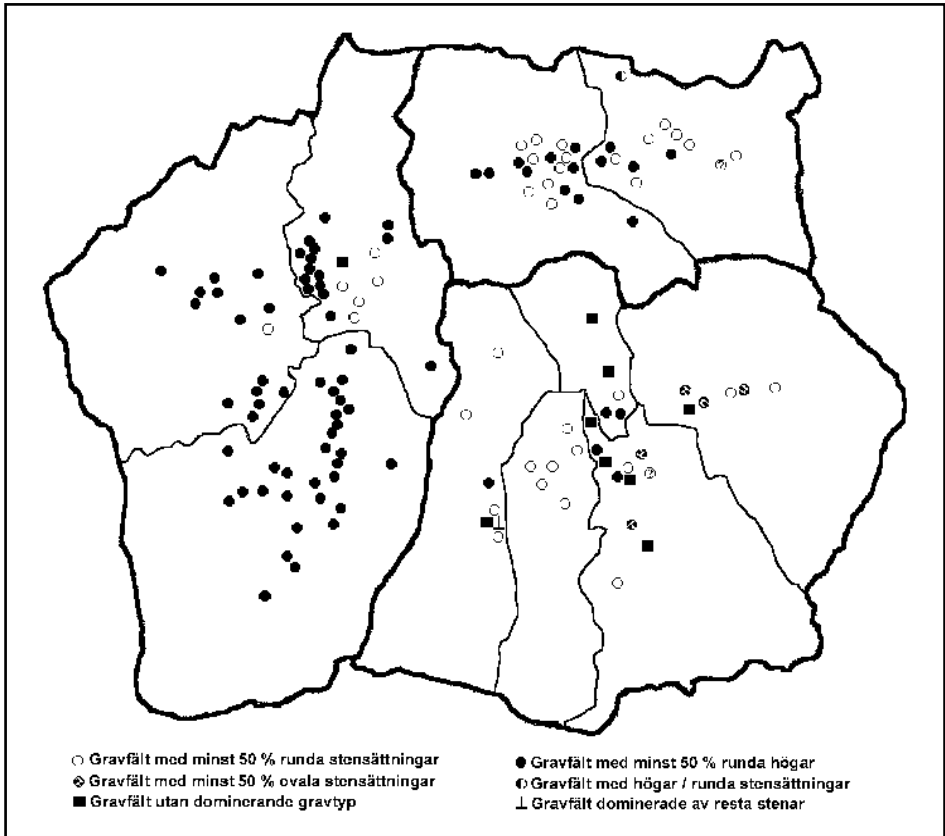 Gravfält med minst 50 % runda stensättningar
Gravfält med minst 50 % ovala stensättningar
Gravfält utan dominerande gravtyp
Gravfält med minst 50 % runda högar
Gravfält med högar / runda stensättningar
Gravfält dominerade av resta stenar